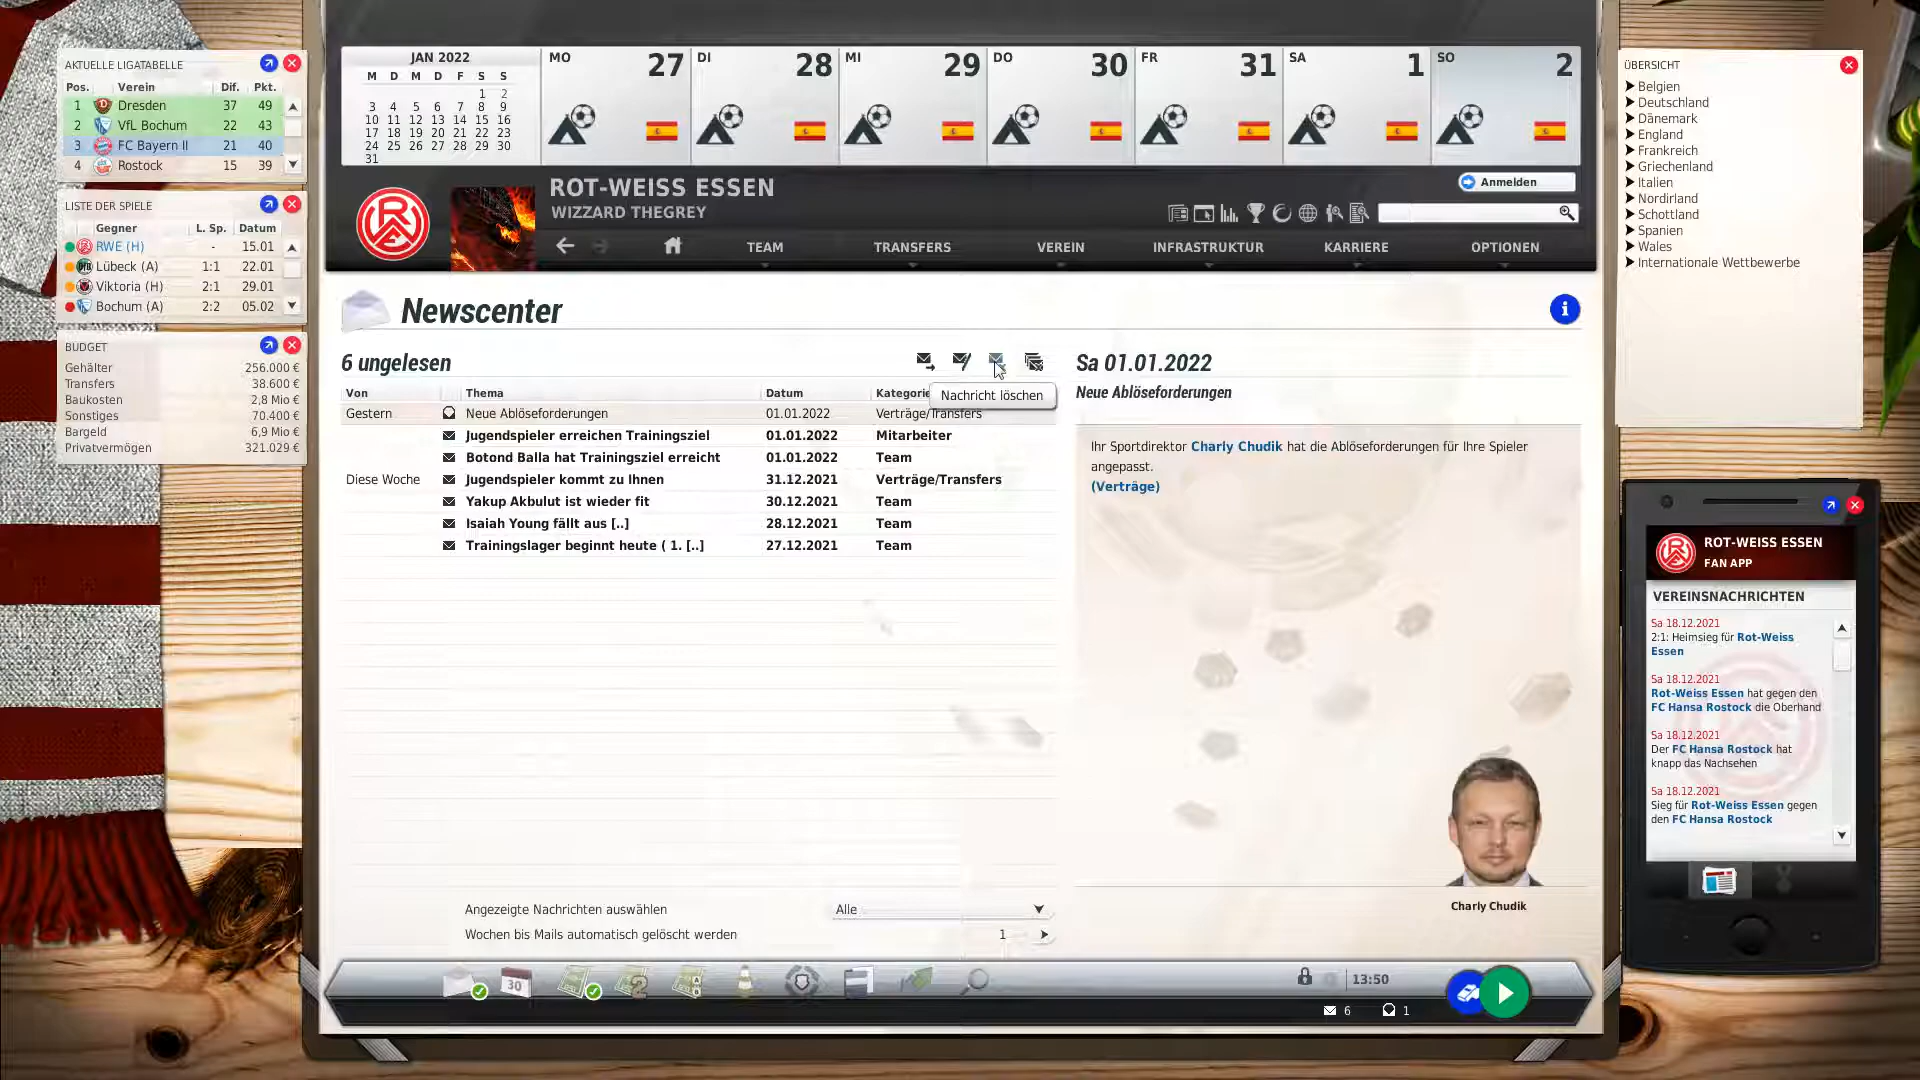 AKTUELLE LIGATABELLE
Pos. Verein Dif. Pkt.
1 Dresden 37 49
2 VfL Bochum 22 43
3 FC Bayern II 21 40
4 Rostock 15 39
LISTE DER SPIELE
Gegner L. Sp. Datum
RWE (H) - 15.01
Lübeck (A) 1:1 22.01
Viktoria (H) 2:1 29.01
Bochum (A) 2:2 05.02
BUDGET
Gehälter 256.000 €
Transfers 38.600 €
Baukosten 2,8 Mio €
Sonstiges 70.400 €
Bargeld 6,9 Mio €
Privatvermögen 321.029 €
JAN 2022
M D M D F S S
1 2
3 4 5 6 7 8 9
10 11 12 13 14 15 16
17 18 19 20 21 22 23
24 25 26 27 28 29 30
31
MO 27 DI 28 MI 29 DO 30 FR 31 SA 1 SO 2
ROT-WEISS ESSEN
WIZZARD THEGREY
Anmelden
TEAM TRANSFERS VEREIN INFRASTRUKTUR KARRIERE OPTIONEN
Newscenter
6 ungelesen
Nachricht löschen
Von Thema Datum Kategorie
Gestern Neue Ablöseforderungen 01.01.2022 Verträge/Transfers
Jugendspieler erreichen Trainingsziel 01.01.2022 Mitarbeiter
Botond Balla hat Trainingsziel erreicht 01.01.2022 Team
Diese Woche Jugendspieler kommt zu Ihnen 31.12.2021 Verträge/Transfers
Yakup Akbulut ist wieder fit 30.12.2021 Team
Isaiah Young fällt aus [..] 28.12.2021 Team
Trainingslager beginnt heute ( 1. [..] 27.12.2021 Team
Angezeigte Nachrichten auswählen Alle
Wochen bis Mails automatisch gelöscht werden 1
Sa 01.01.2022
Neue Ablöseforderungen
Ihr Sportdirektor Charly Chudik hat die Ablöseforderungen für Ihre Spieler
angepasst.
(Verträge)
Charly Chudik
30
2
13:50
6 1
ÜBERSICHT
Belgien
Deutschland
Dänemark
England
Frankreich
Griechenland
Italien
Nordirland
Schottland
Spanien
Wales
Internationale Wettbewerbe
ROT-WEISS ESSEN
FAN APP
VEREINSNACHRICHTEN
Sa 18.12.2021
2:1: Heimsieg für Rot-Weiss
Essen
Sa 18.12.2021
Rot-Weiss Essen hat gegen den
FC Hansa Rostock die Oberhand
Sa 18.12.2021
Der FC Hansa Rostock hat
knapp das Nachsehen
Sa 18.12.2021
Sieg für Rot-Weiss Essen gegen
den FC Hansa Rostock